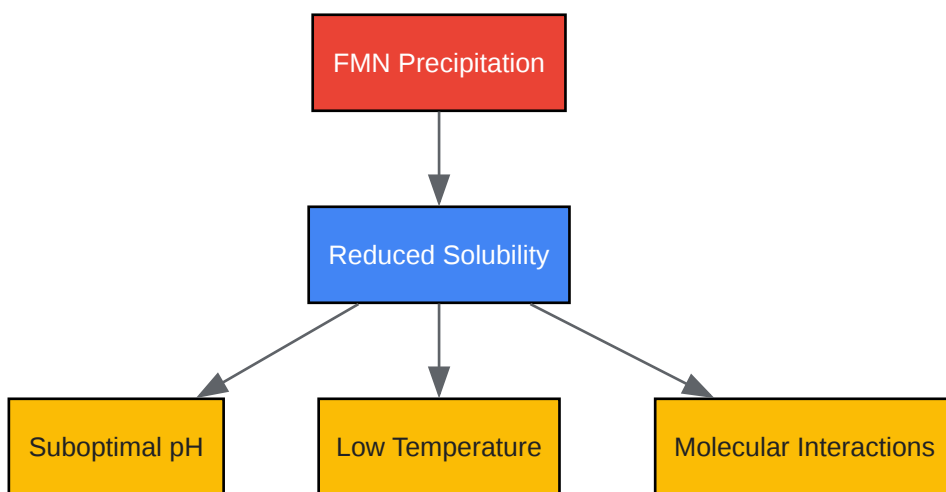 FMN Precipitation
Reduced Solubility
Suboptimal pH
Low Temperature
Molecular Interactions